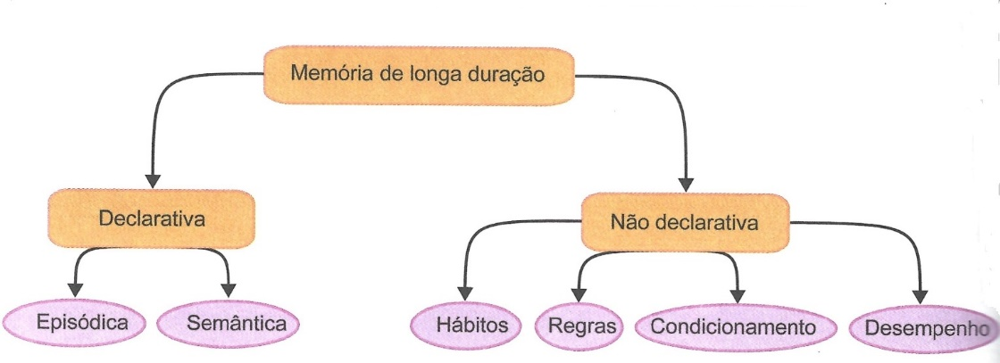 Memória de longa duração
Declarativa
Não declarativa
Episódica
Semântica
Hábitos
Regras
Condicionamento
Desempenho